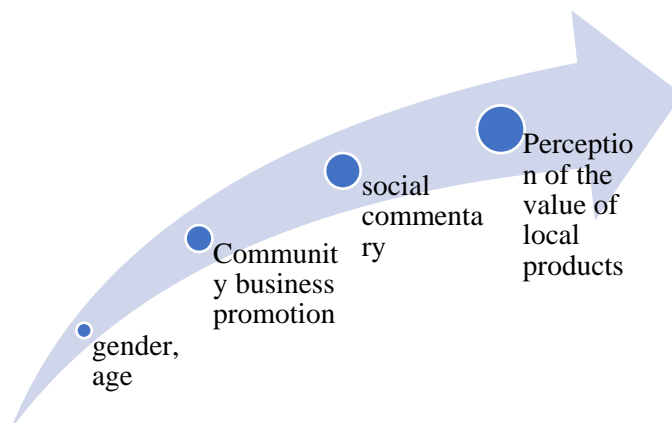 gender,
age
Communit
y business
promotion
social
commenta
ry
Perceptio
n of the
value of
local
products